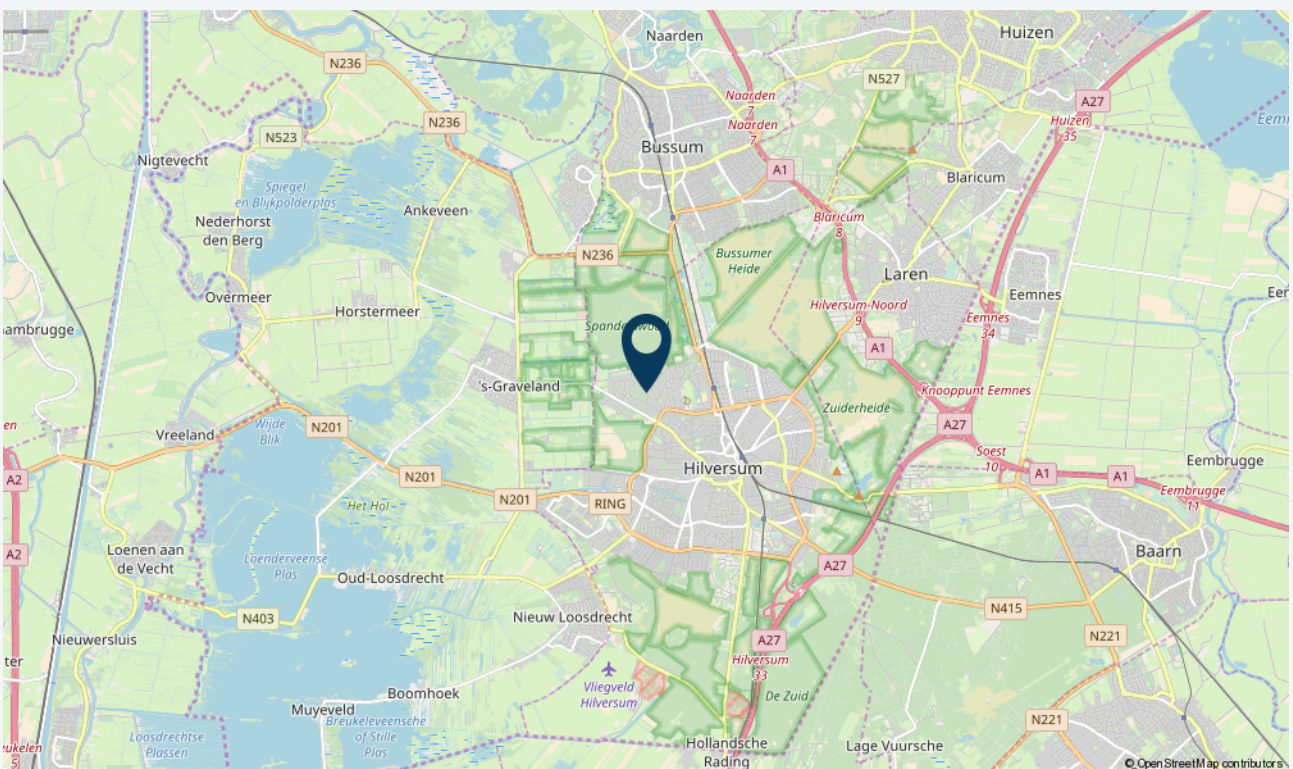 Naarden
Huizen
N236
N527
A27
Naarden
7
Naarden
7
Huizen
35
N236
N523
Bussum
Nigtevecht
A1
Blaricum
Spiegel
en Blijkpolderplas
Ankeveen
Nederhorst
den Berg
Blaricum
8
N236
Bussumer
Heide
Laren
Overmeer
Horstermeer
Hilversum-Noord
9
Eemnes
Eemnes
34
A1
's-Graveland
Knooppunt Eemnes
Zuiderheide
Wijde
Blik
N201
Vreeland
A27
Soest
10
Hilversum
Eembrugge
A2
N201
A1
A1
N201
RING
Eembrugge
11
Het Hol
Loenen aan
de Vecht
A2
Loenderveense
Plas
Baarn
Oud-Loosdrecht
A27
N403
Nieuw Loosdrecht
N415
Nieuwersluis
A27
N221
Hilversum
33
Vliegveld
Hilversum
De Zuid
Boomhoek
Muyeveld
Breukeleveensche
of Stille
Plas
N221
Loosdrechtse
Plassen
Hollandsche
Rading
Lage Vuursche
© OpenStreetMap contributors